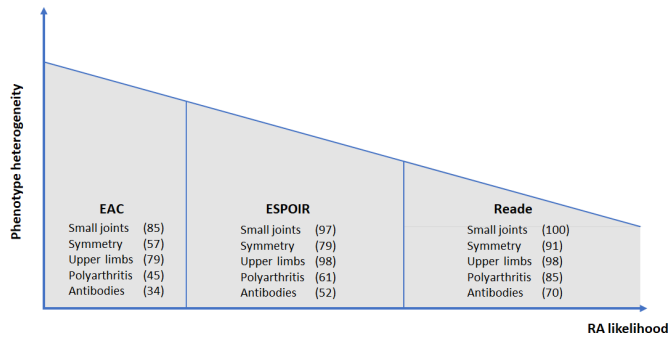 Phenotype heterogeneity
EAC
Small joints (85)
Symmetry (57)
Upper limbs (79)
Polyarthritis (45)
Antibodies (34)
ESPOIR
Small joints (97)
Symmetry (79)
Upper limbs (98)
Polyarthritis (61)
Antibodies (52)
Reade
Small joints (100)
Symmetry (91)
Upper limbs (98)
Polyarthritis (85)
Antibodies (70)
RA likelihood